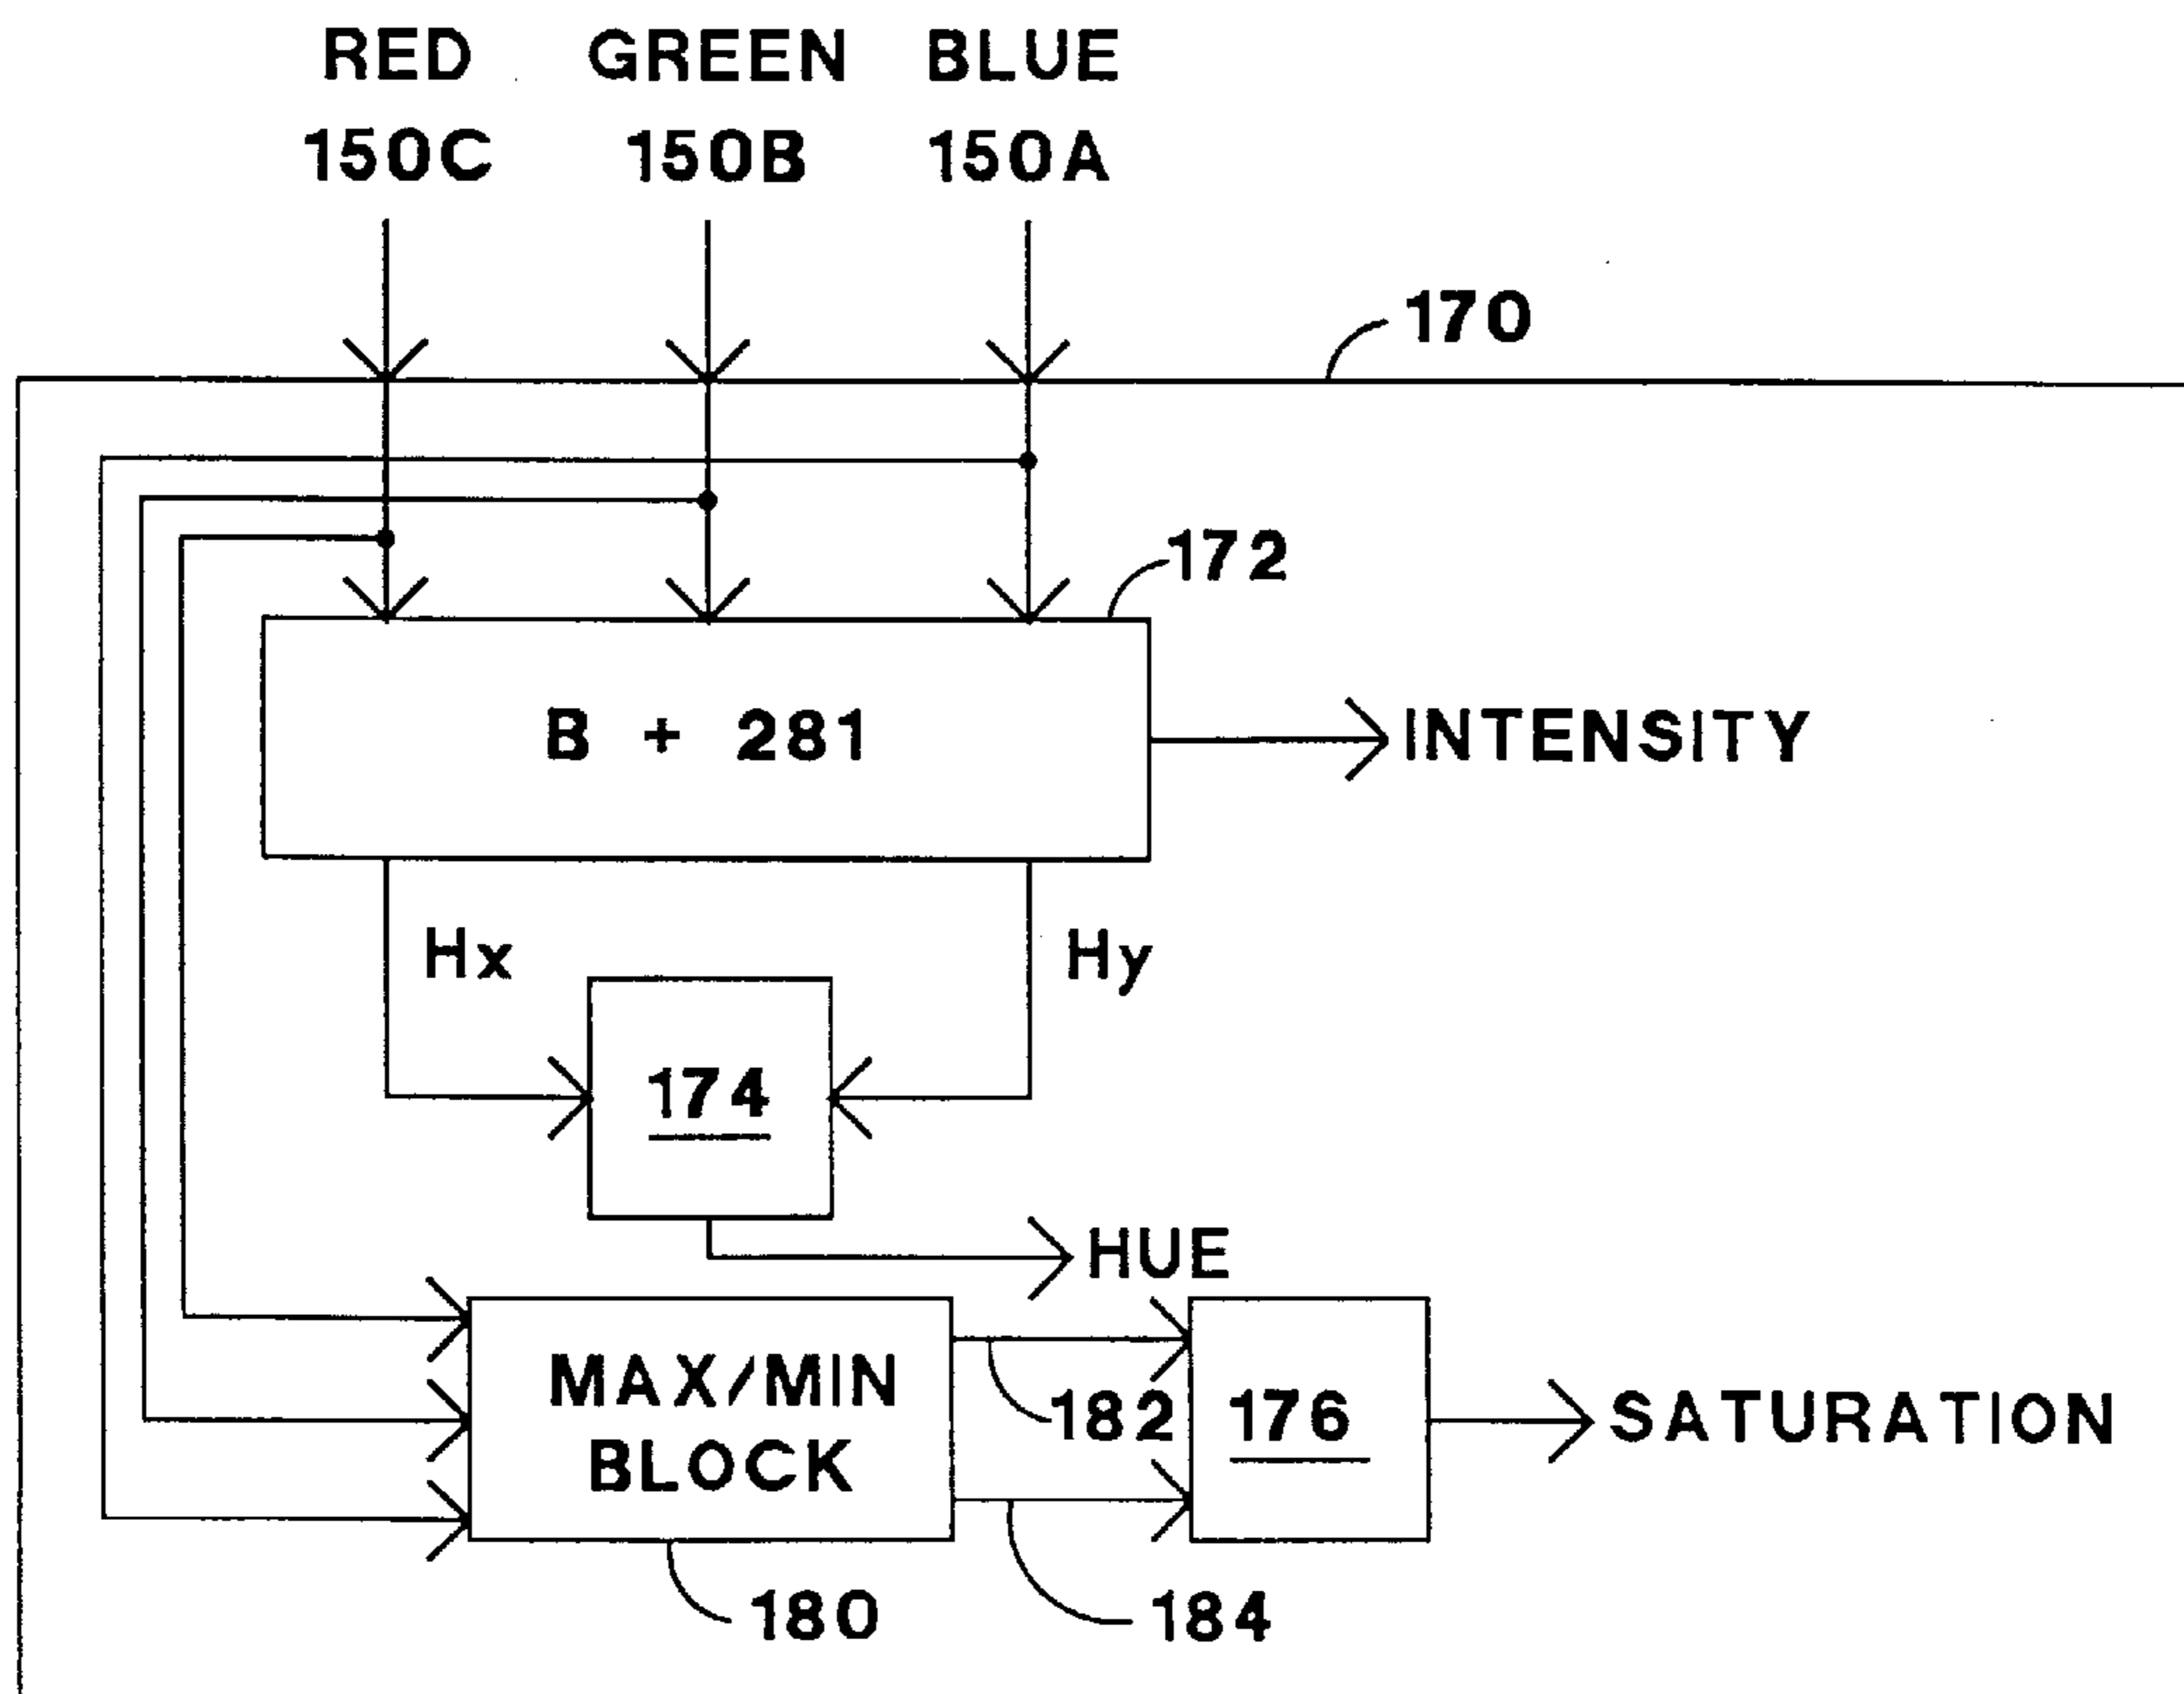 RED GREEN BLUE
150C 150B 150A
170
172
B + 281
INTENSITY
Hx Hy
174
HUE
MAX/MIN
BLOCK
182
176
SATURATION
180
184